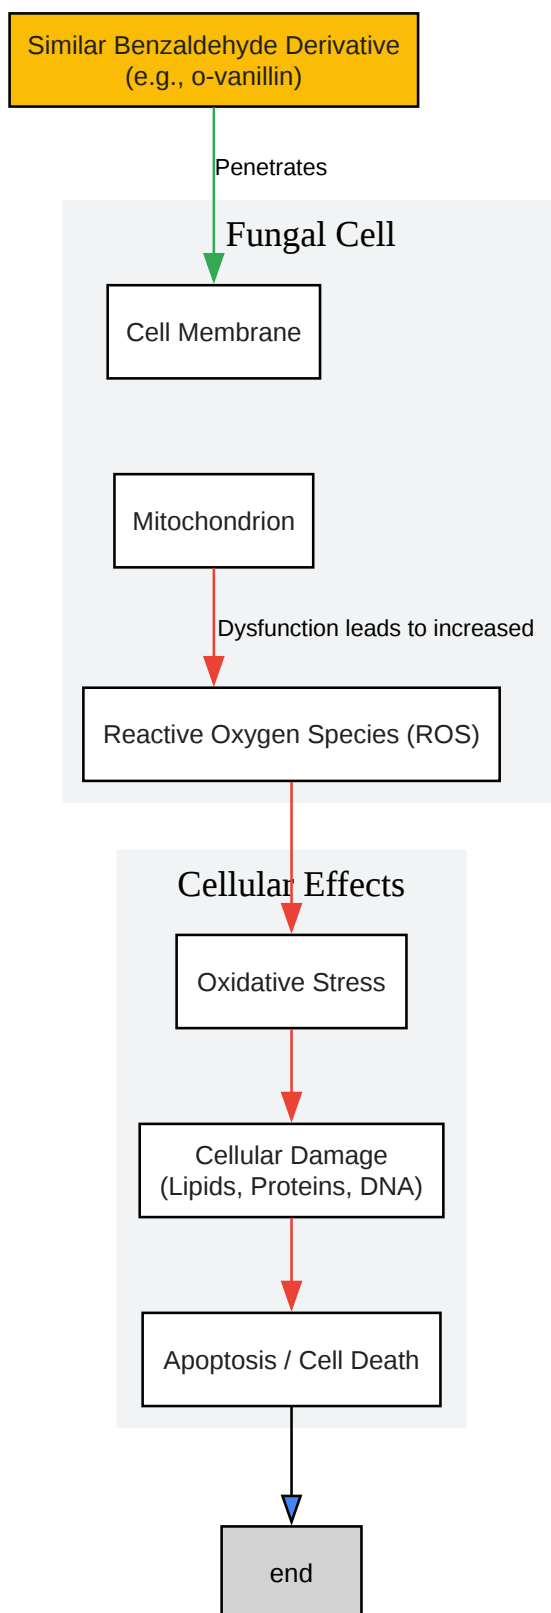 Similar Benzaldehyde Derivative
(e.g., o-vanillin)
Penetrates
Fungal Cell
Cell Membrane
Mitochondrion
Dysfunction leads to increased
Reactive Oxygen Species (ROS)
Cellular Effects
Oxidative Stress
Cellular Damage
(Lipids, Proteins, DNA)
Apoptosis / Cell Death
end